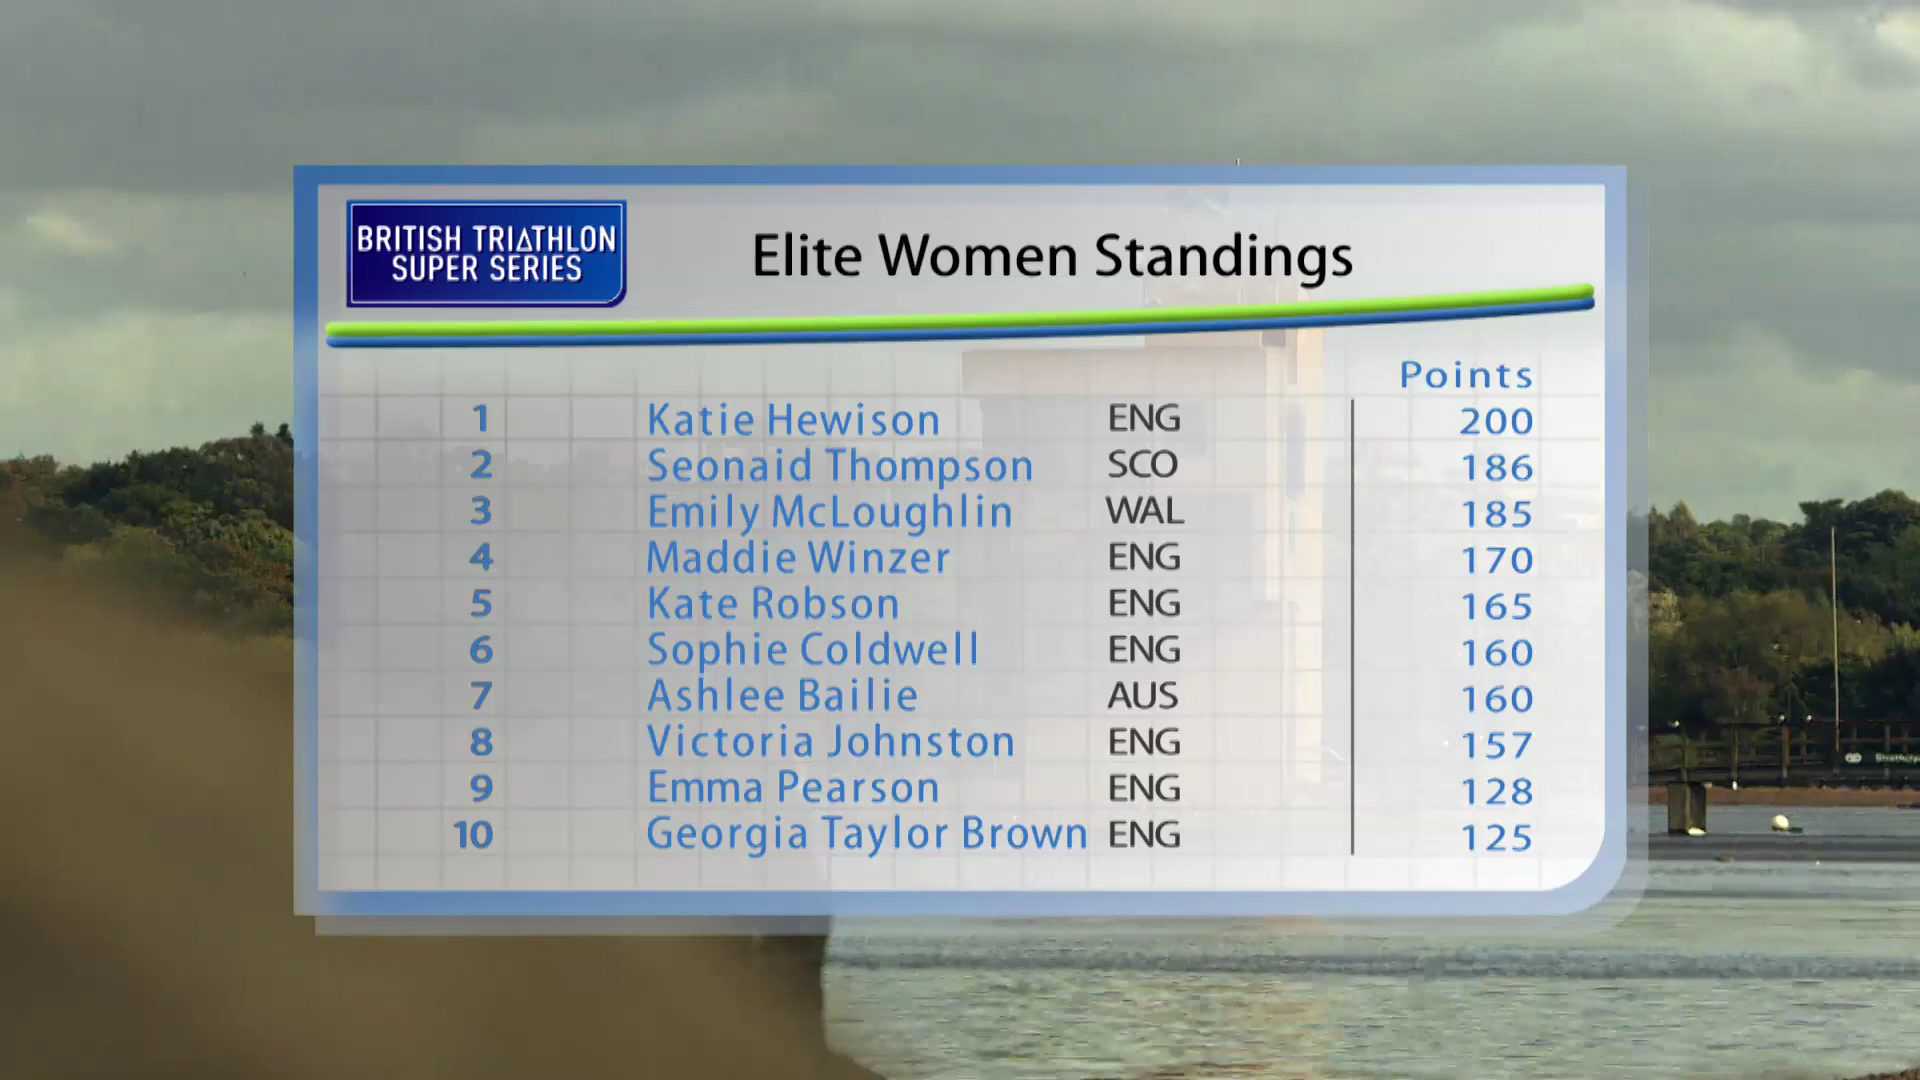 BRITISH TRIATHLON
SUPER SERIES
Elite Women Standings
Points
1 Katie Hewison ENG 200
2 Seonaid Thompson SCO 186
3 Emily McLoughlin WAL 185
4 Maddie Winzer ENG 170
5 Kate Robson ENG 165
6 Sophie Coldwell ENG 160
7 Ashlee Bailie AUS 160
8 Victoria Johnston ENG 157
9 Emma Pearson ENG 128
10 Georgia Taylor Brown ENG 125